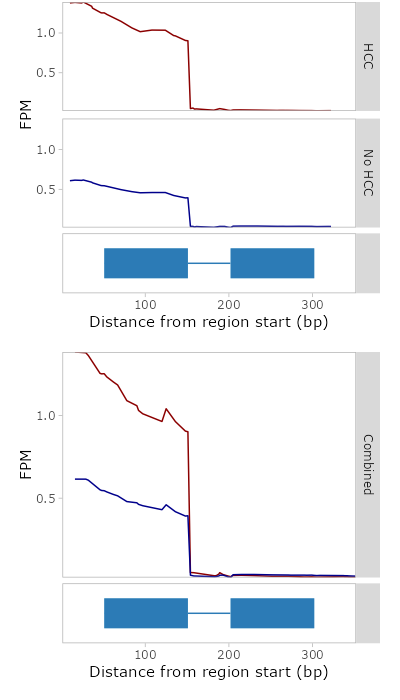 1.0
HCC
0.5
FPM
1.0
No HCC
0.5
100 200 300
Distance from region start (bp)
1.0
Combined
FPM
0.5
100 200 300
Distance from region start (bp)